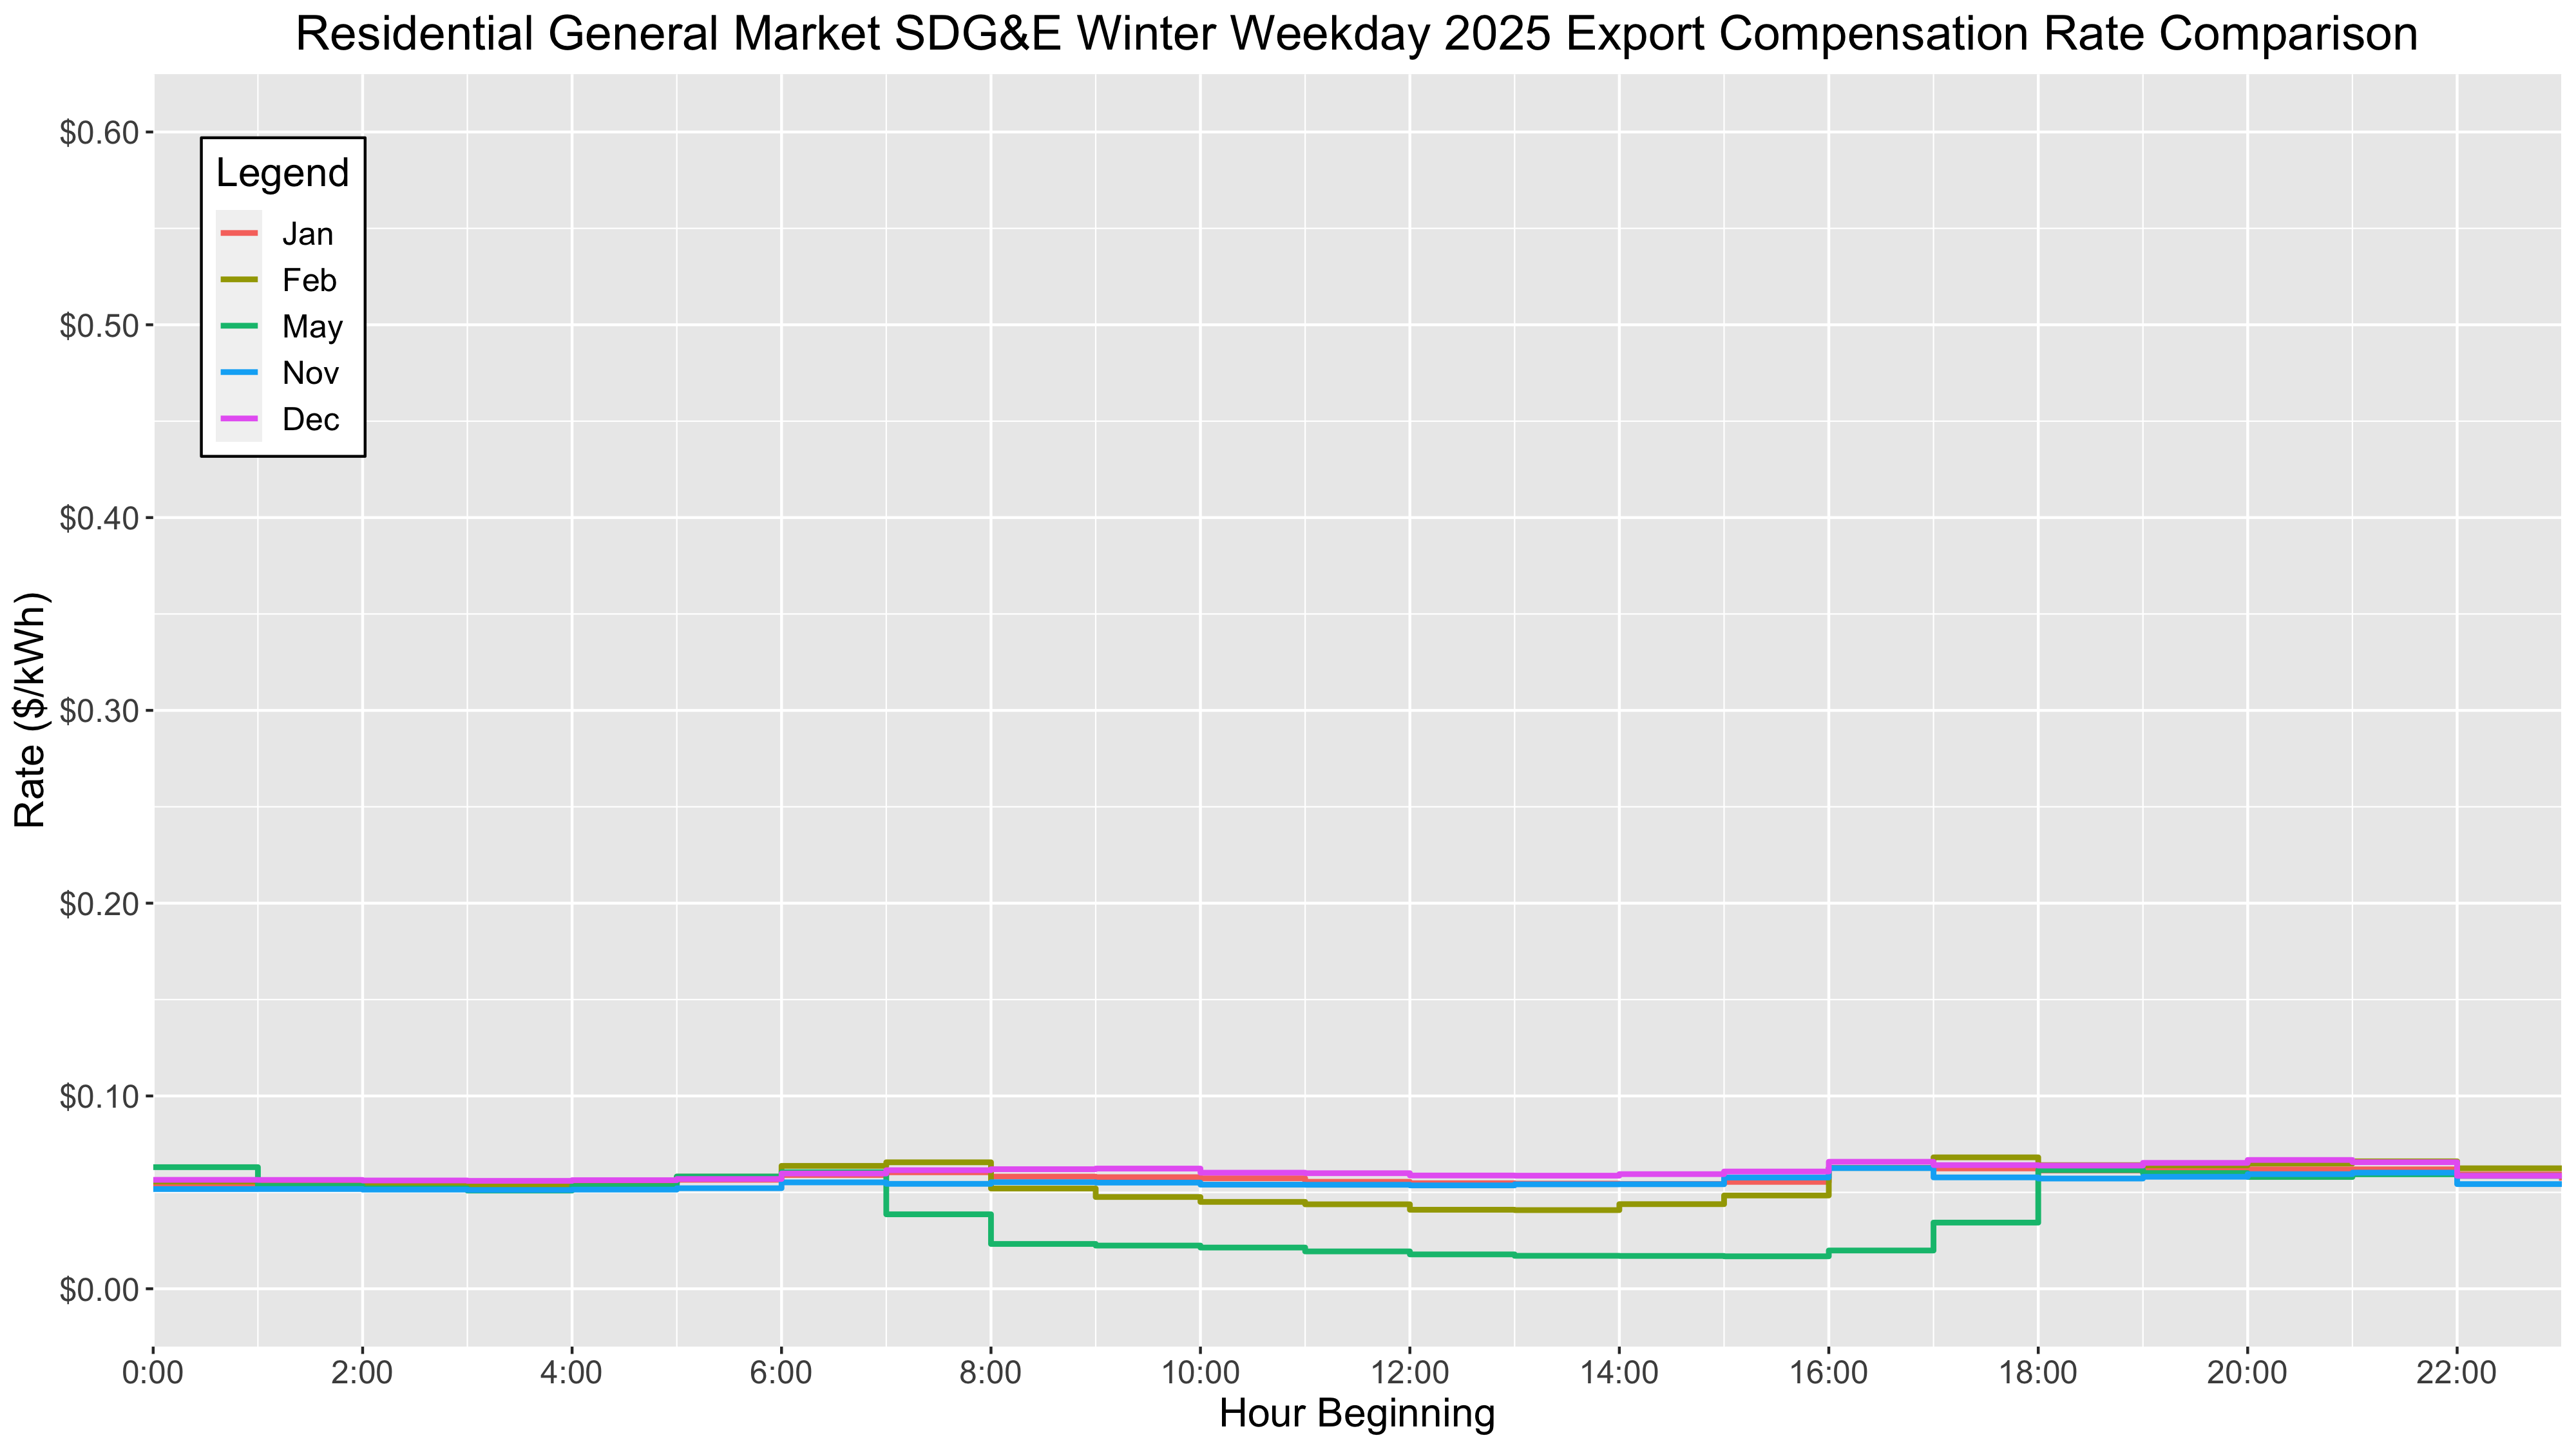 Residential General Market SDG&E Winter Weekday 2025 Export Compensation Rate Comparison
Legend
Jan
Feb
May
Nov
Dec
Rate ($/kWh)
$0.60
$0.50
$0.40
$0.30
$0.20
$0.10
$0.00
0:00 2:00 4:00 6:00 8:00 10:00 12:00 14:00 16:00 18:00 20:00 22:00
Hour Beginning